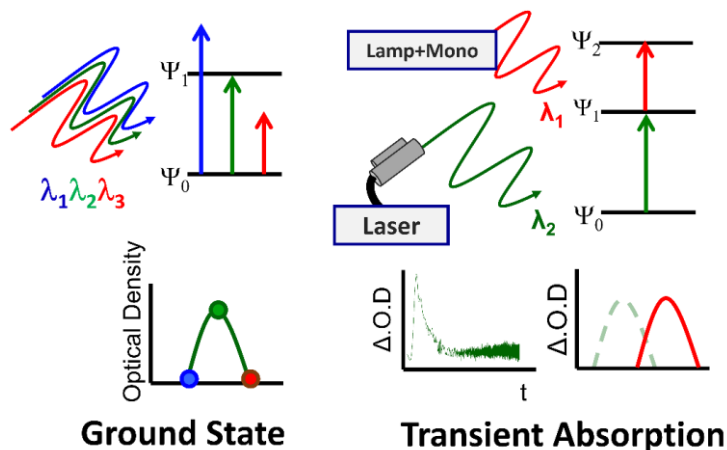 Ψ1
Ψ0
λ1λ2λ3
Optical Density
Ground State
Lamp+Mono
λ1
Ψ2
Ψ1
Ψ0
Laser
λ2
Δ.O.D
t
Δ.O.D
Transient Absorption